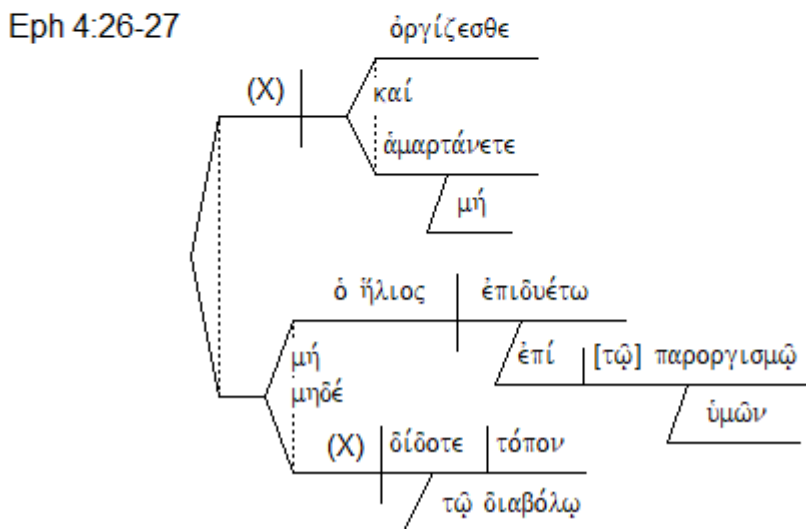 Eph 4:26-27
ὀργίζεσθε
(X)
καί
ἁμαρτάνετε
μή
ὁ ἥλιος ἐπιδυέτω
μή
ἐπί [τῷ] παροργισμῷ
μηδέ
ὑμῶν
(X) δίδοτε τόπον
τῷ διαβόλῳ